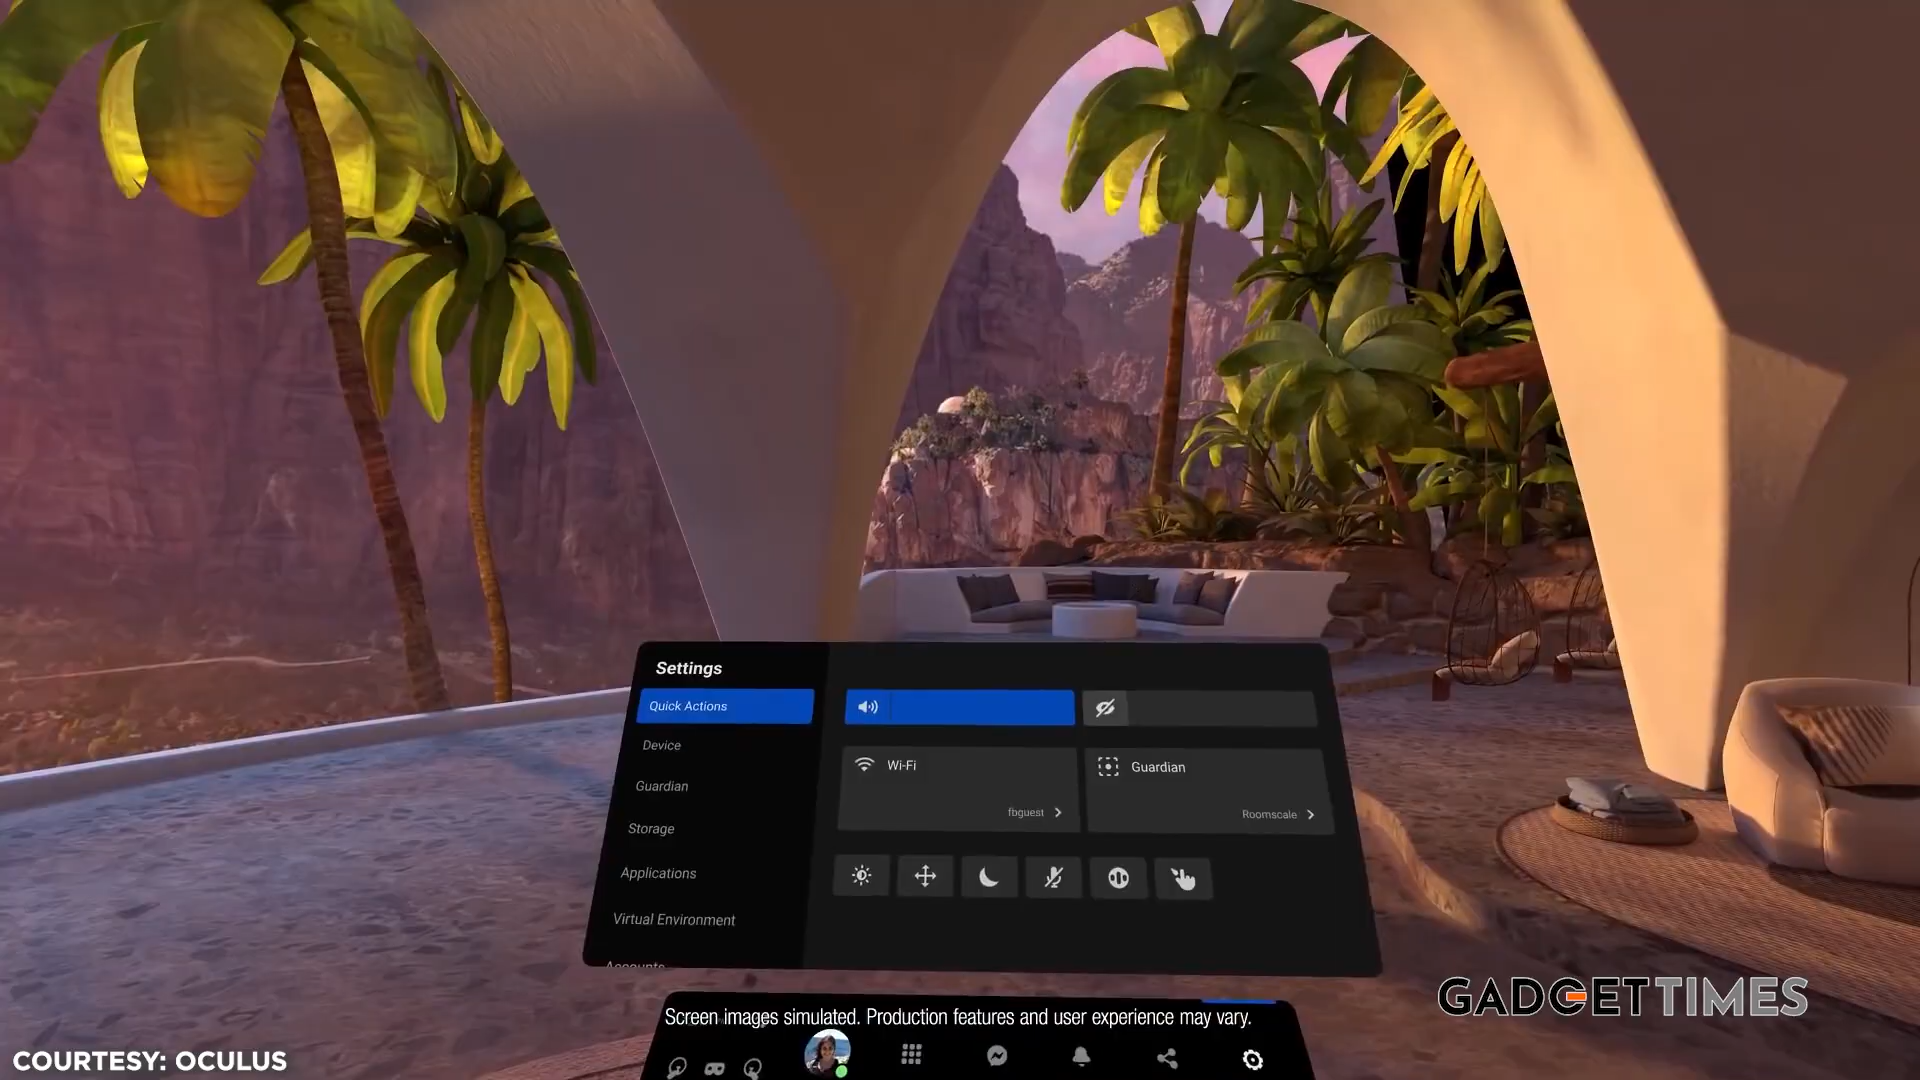 Settings
Quick Actions
Device
Guardian
Storage
Applications
Virtual Environment
Accounts
Wi-Fi
fbguest
Guardian
Roomscale
Screen images simulated. Production features and user experience may vary.
GADGETTIMES
COURTESY: OCULUS